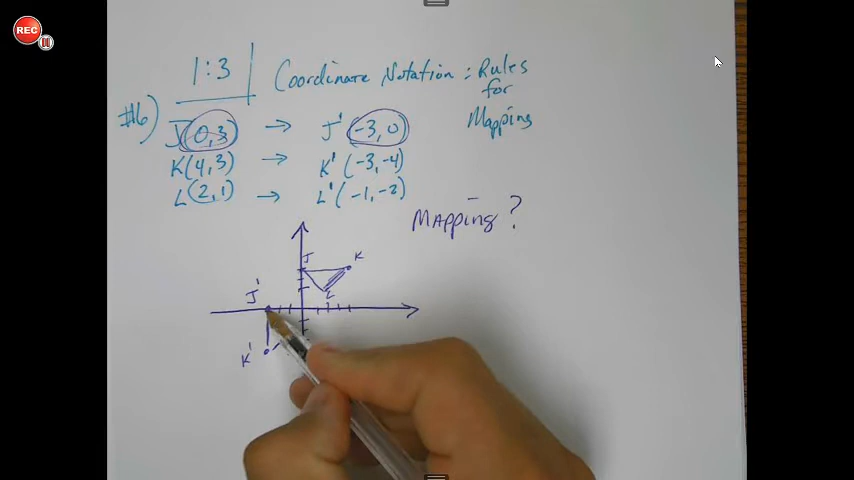 REC
1:3 | Coordinate Notation : Rules
for
Mapping
#6)
J(0,3) → J' (-3,0)
K(4,3) → K' (-3,-4)
L(2,1) → L' (-1,-2)
Mapping?
J
K
L
J'
K'